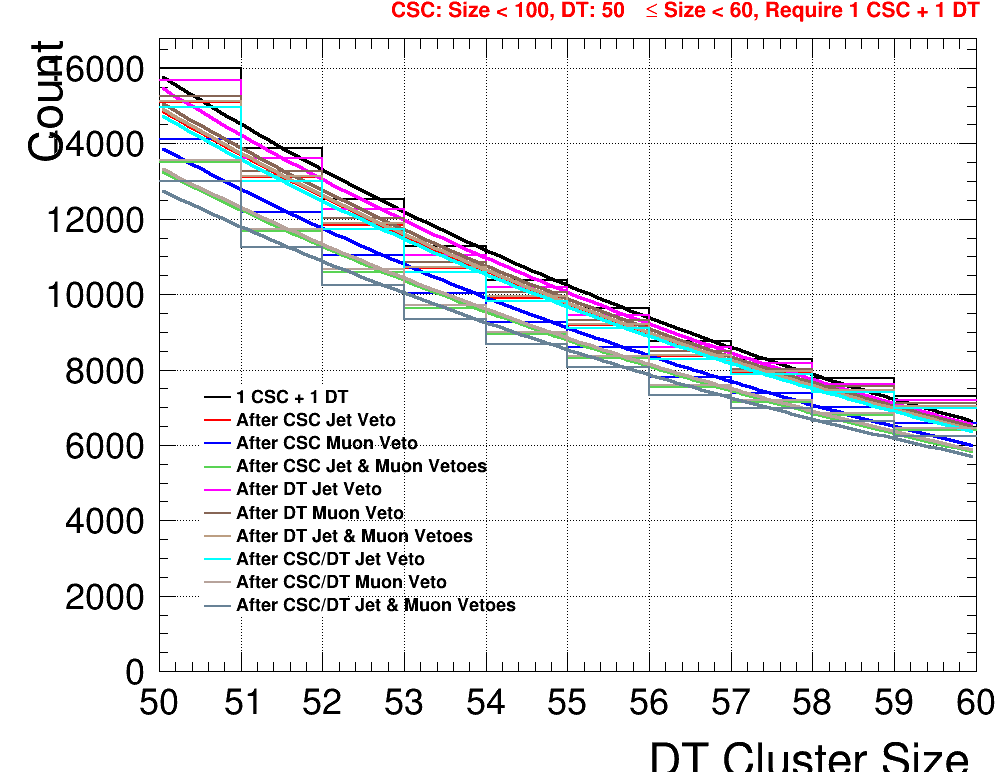 CSC: Size < 100, DT: 50 ≤ Size < 60, Require 1 CSC + 1 DT
Count
16000
14000
12000
10000
8000
6000
4000
2000
0
1 CSC + 1 DT
After CSC Jet Veto
After CSC Muon Veto
After CSC Jet & Muon Vetoes
After DT Jet Veto
After DT Muon Veto
After DT Jet & Muon Vetoes
After CSC/DT Jet Veto
After CSC/DT Muon Veto
After CSC/DT Jet & Muon Vetoes
50 51 52 53 54 55 56 57 58 59 60
DT Cluster Size